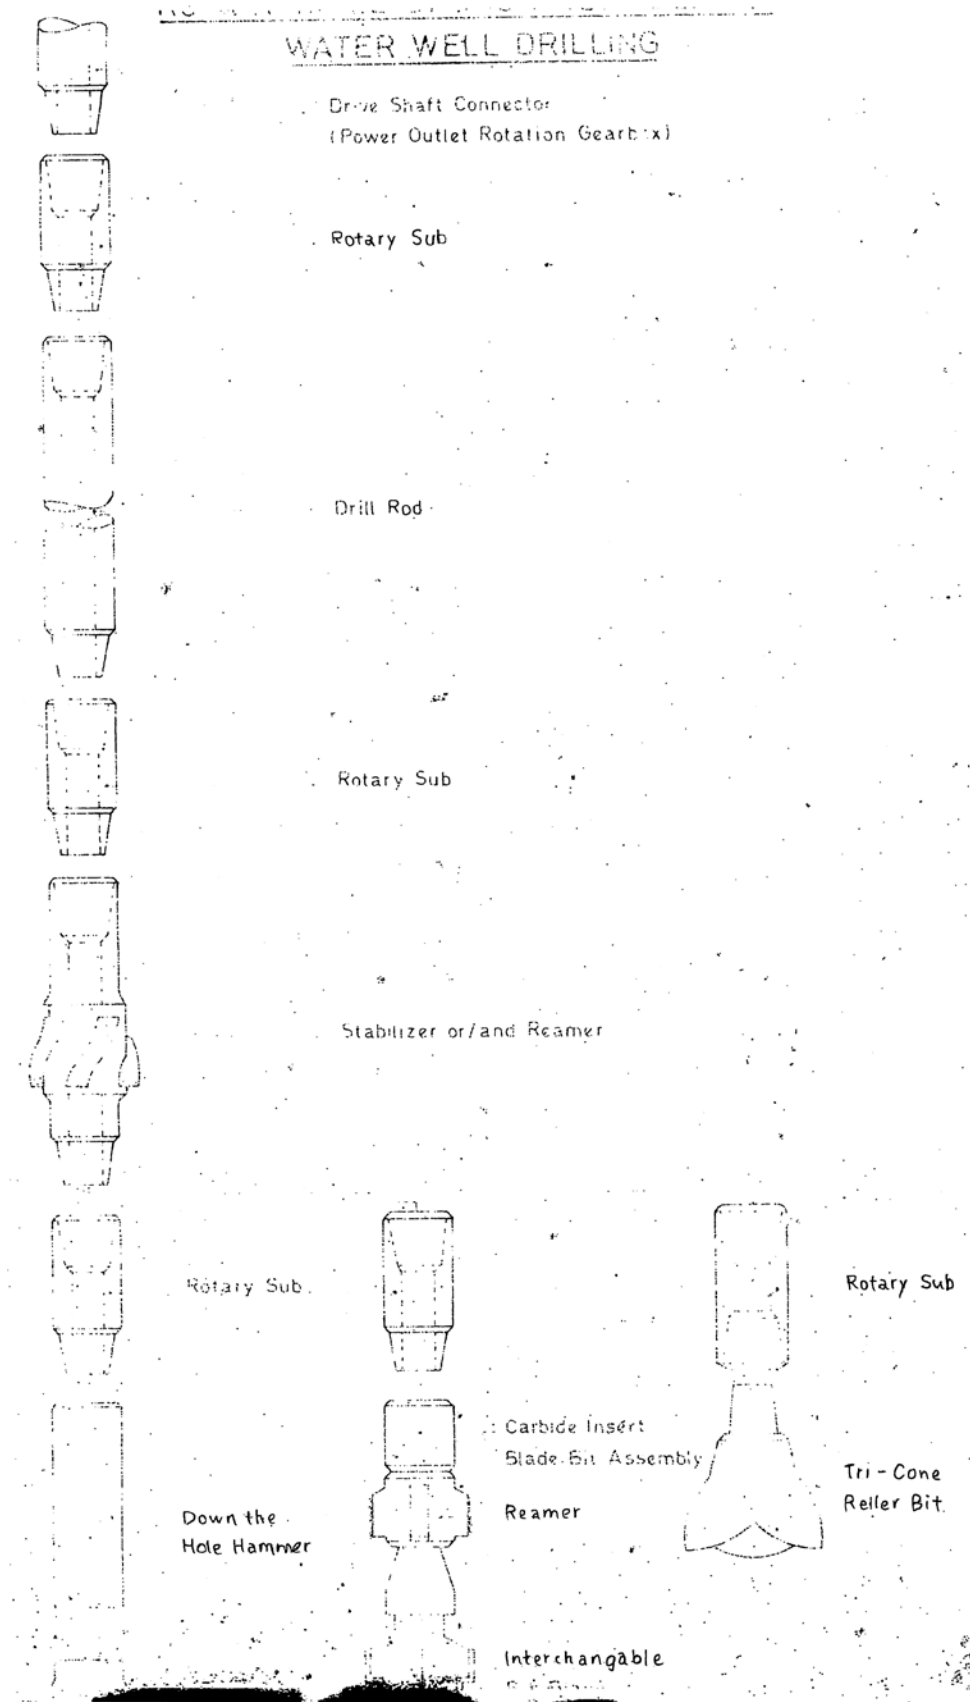 WATER WELL DRILLING
Drive Shaft Connector
(Power Outlet Rotation Gearbox)
Rotary Sub
Drill Rod
Rotary Sub
Stabilizer or/and Reamer
Rotary Sub
Rotary Sub
Carbide Insert
Blade Bit Assembly
Reamer
Tri-Cone
Roller Bit
Down the
Hole Hammer
Interchangable